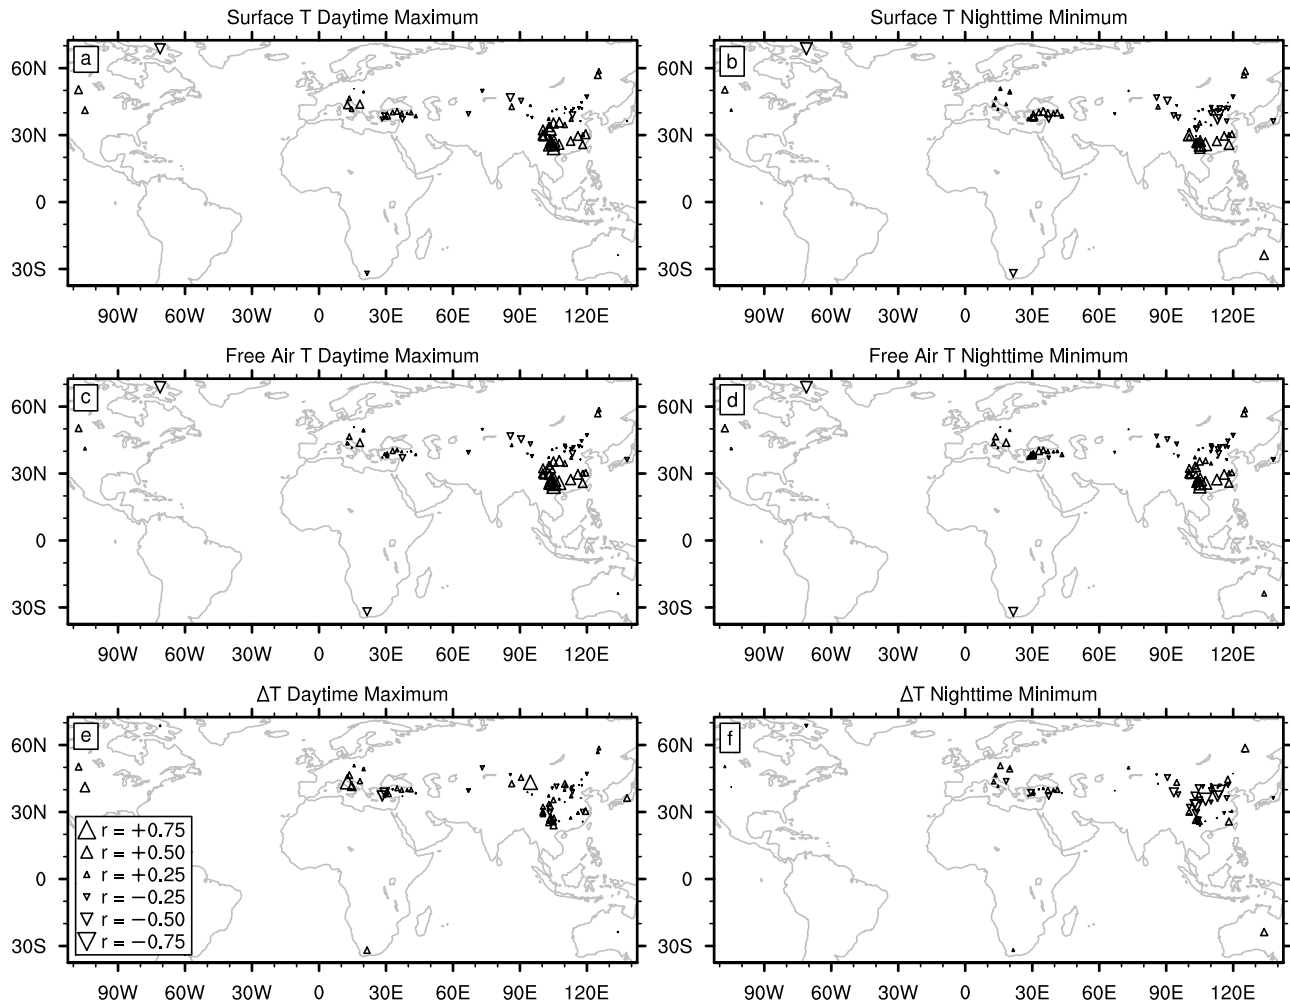 Surface T Daytime Maximum
Surface T Nighttime Minimum
a
b
60N
30N
0
30S
60N
30N
0
30S
90W 60W 30W 0 30E 60E 90E 120E
90W 60W 30W 0 30E 60E 90E 120E
Free Air T Daytime Maximum
Free Air T Nighttime Minimum
c
d
60N
30N
0
30S
60N
30N
0
30S
90W 60W 30W 0 30E 60E 90E 120E
90W 60W 30W 0 30E 60E 90E 120E
ΔT Daytime Maximum
ΔT Nighttime Minimum
e
f
60N
30N
0
30S
60N
30N
0
30S
r = +0.75
r = +0.50
r = +0.25
r = −0.25
r = −0.50
r = −0.75
90W 60W 30W 0 30E 60E 90E 120E
90W 60W 30W 0 30E 60E 90E 120E